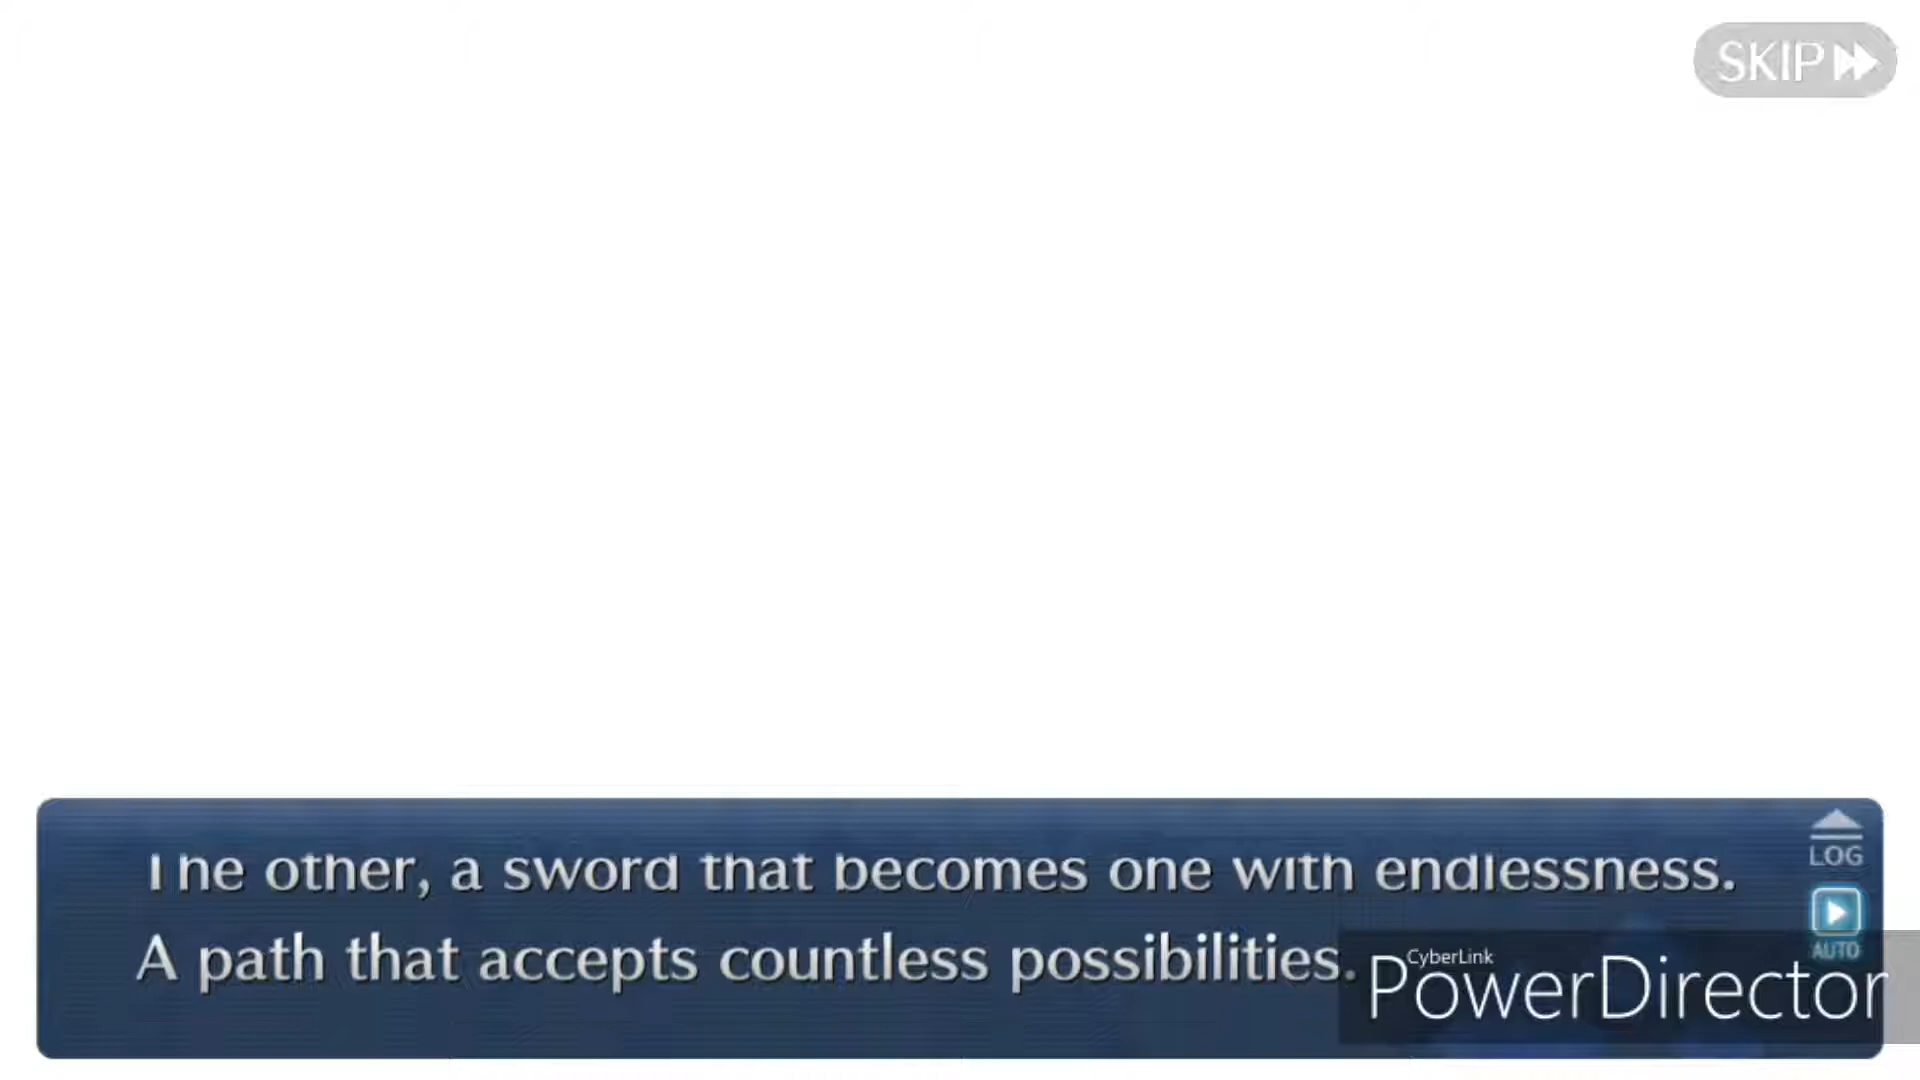 SKIP
The other, a sword that becomes one with endlessness.
A path that accepts countless possibilities.
LOG
AUTO
CyberLink
PowerDirector